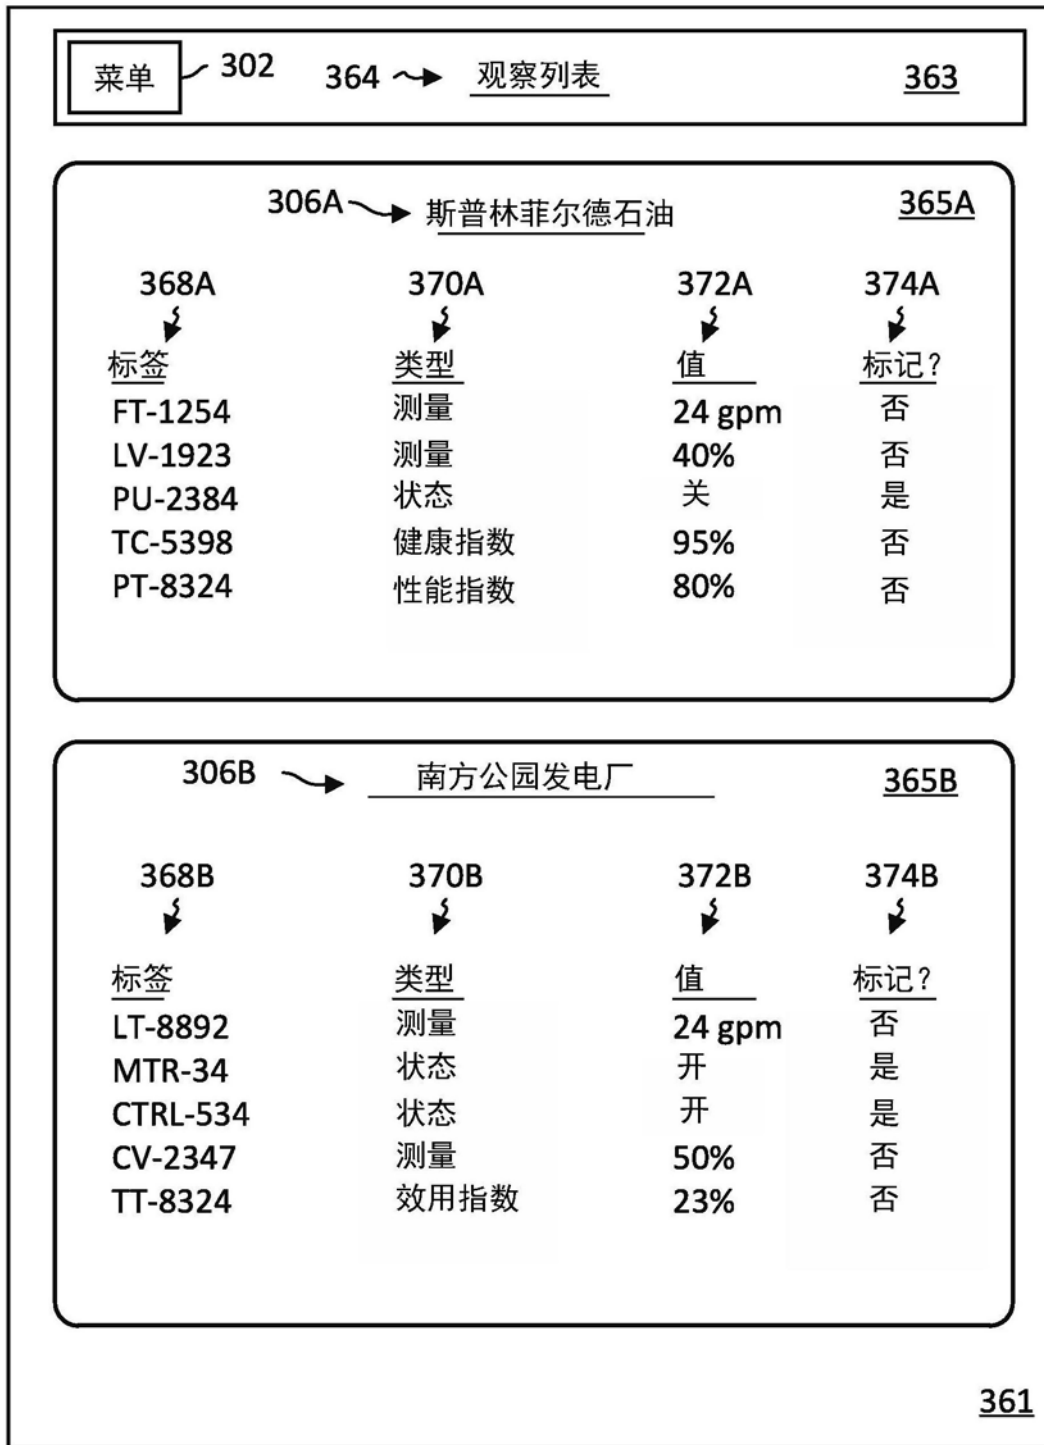 菜单 302 364 观察列表 363
306A 斯普林菲尔德石油 365A
368A 370A 372A 374A
标签 类型 值 标记?
FT-1254 测量 24 gpm 否
LV-1923 测量 40% 否
PU-2384 状态 关 是
TC-5398 健康指数 95% 否
PT-8324 性能指数 80% 否
306B 南方公园发电厂 365B
368B 370B 372B 374B
标签 类型 值 标记?
LT-8892 测量 24 gpm 否
MTR-34 状态 开 是
CTRL-534 状态 开 是
CV-2347 测量 50% 否
TT-8324 效用指数 23% 否
361